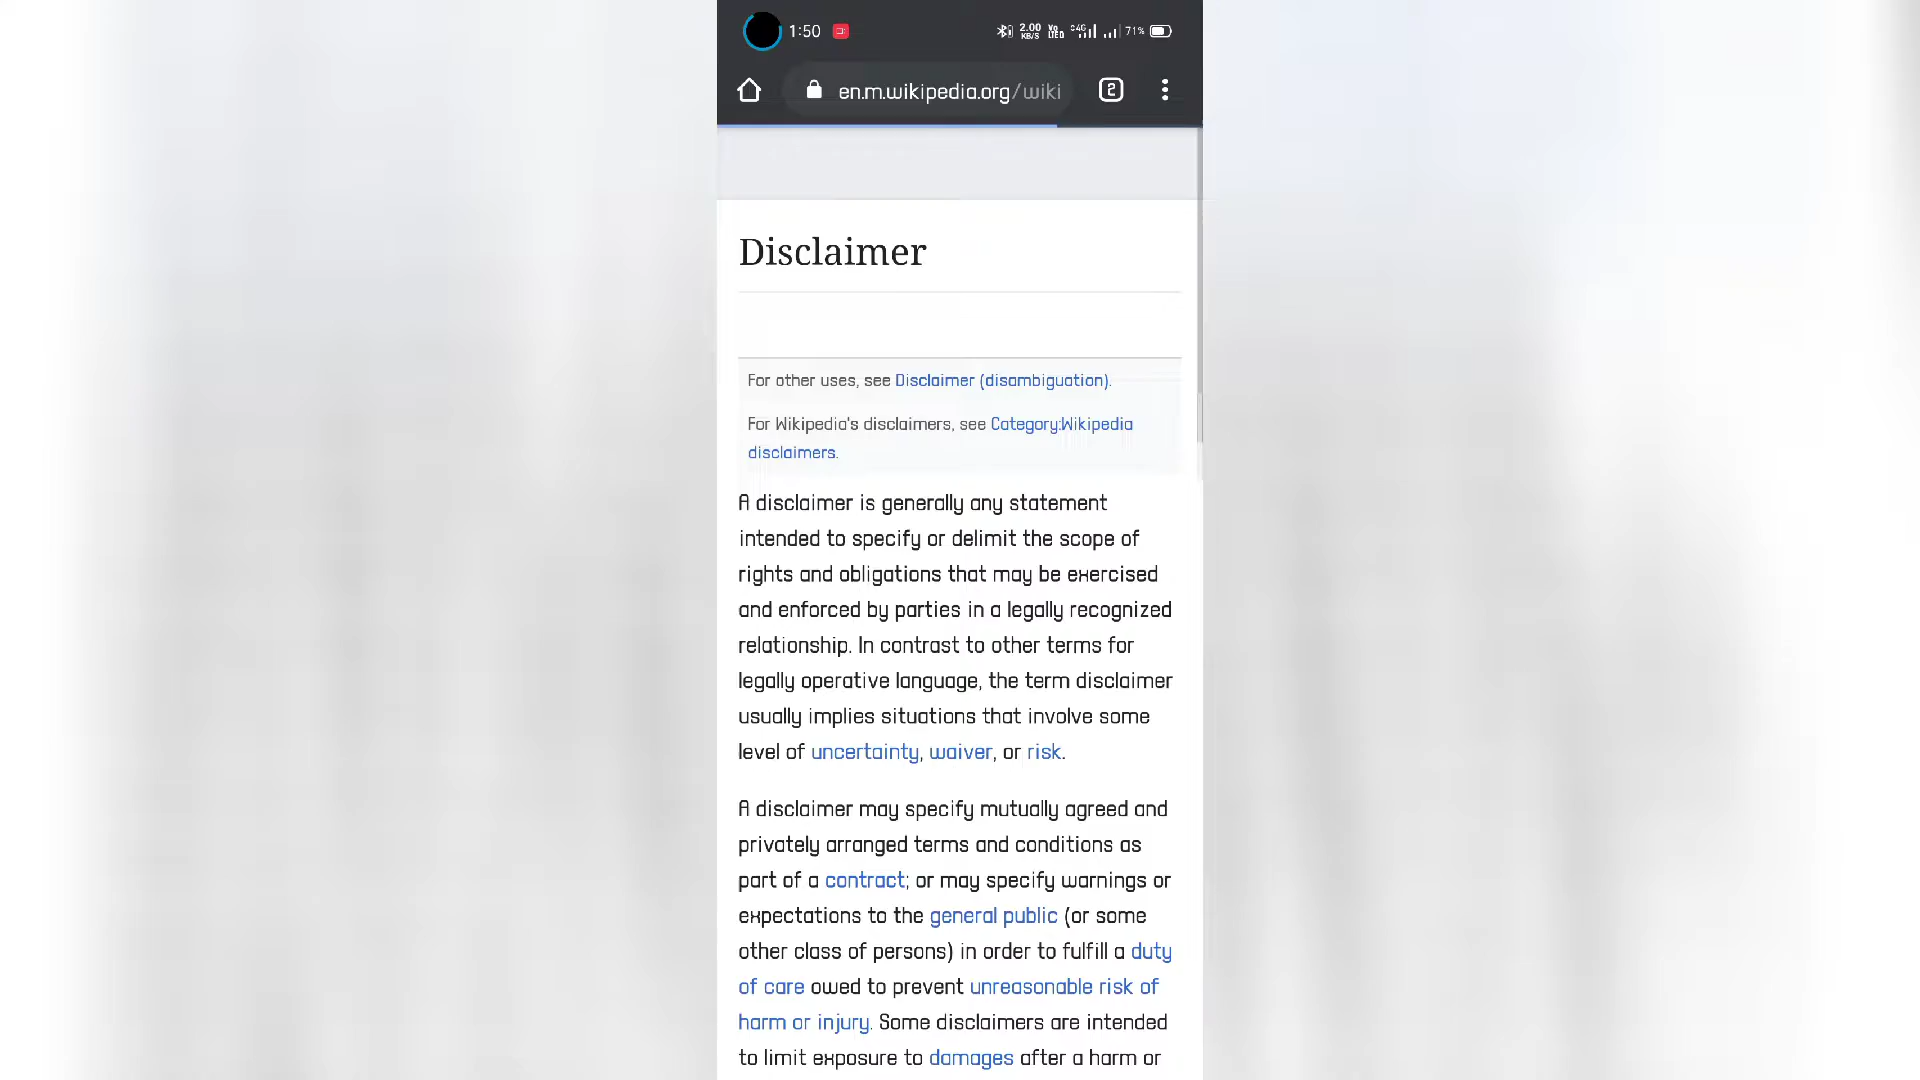 1:50
2.00
KB/S
Vo
LTE
4G
71%
en.m.wikipedia.org/wiki
2
Disclaimer
For other uses, see Disclaimer (disambiguation).
For Wikipedia's disclaimers, see Category:Wikipedia
disclaimers.
A disclaimer is generally any statement
intended to specify or delimit the scope of
rights and obligations that may be exercised
and enforced by parties in a legally recognized
relationship. In contrast to other terms for
legally operative language, the term disclaimer
usually implies situations that involve some
level of uncertainty, waiver, or risk.
A disclaimer may specify mutually agreed and
privately arranged terms and conditions as
part of a contract; or may specify warnings or
expectations to the general public (or some
other class of persons) in order to fulfill a duty
of care owed to prevent unreasonable risk of
harm or injury. Some disclaimers are intended
to limit exposure to damages after a harm or